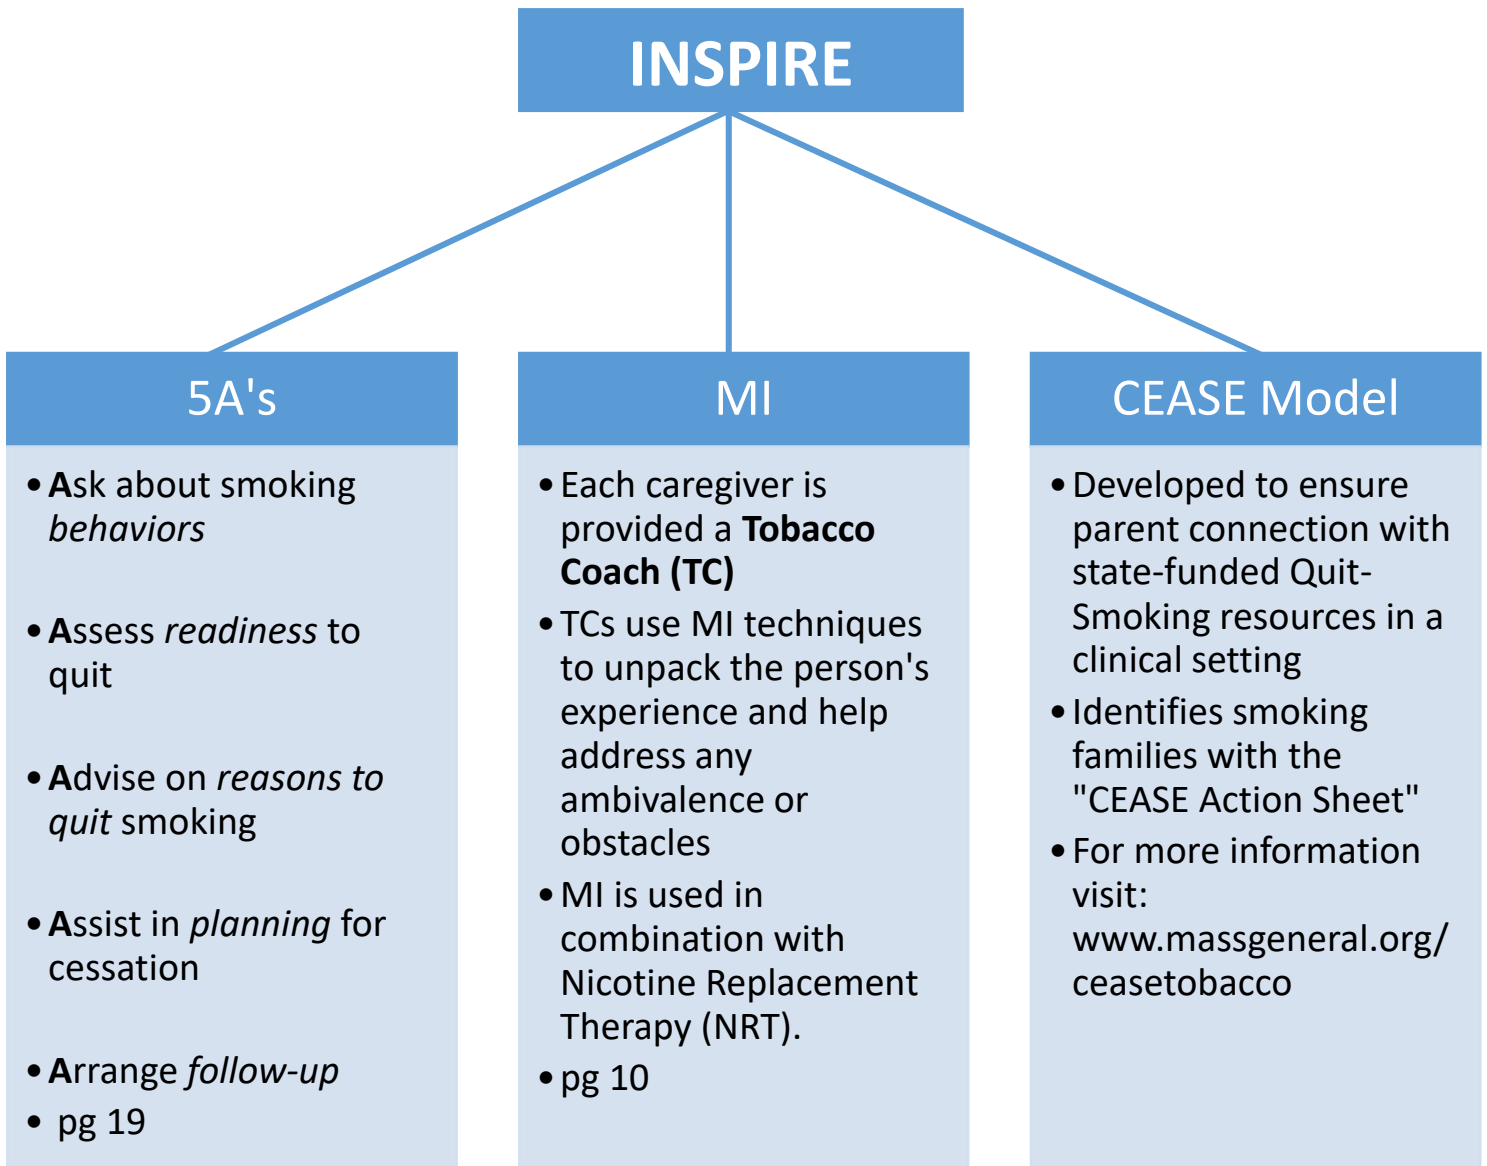 INSPIRE
5A's
•Ask about smoking
behaviors
•Assess readiness to
quit
•Advise on reasons to
quit smoking
•Assist in planning for
cessation
•Arrange follow-up
• pg 19
MI
•Each caregiver is
provided a Tobacco
Coach (TC)
•TCs use MI techniques
to unpack the person's
experience and help
address any
ambivalence or
obstacles
•MI is used in
combination with
Nicotine Replacement
Therapy (NRT).
•pg 10
CEASE Model
•Developed to ensure
parent connection with
state-funded Quit-
Smoking resources in a
clinical setting
•Identifies smoking
families with the
"CEASE Action Sheet"
•For more information
visit:
www.massgeneral.org/
ceasetobacco